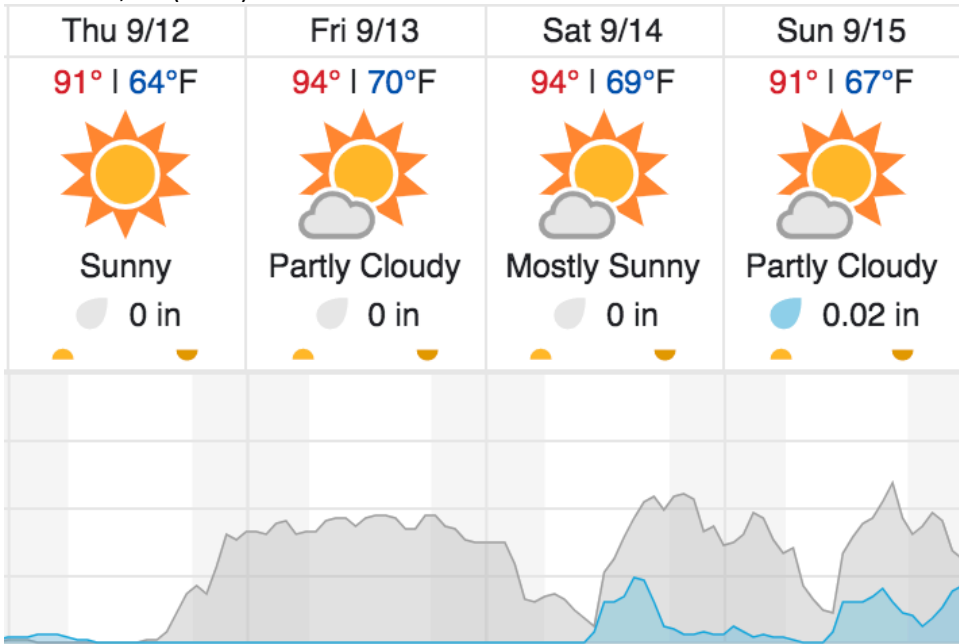 Thu 9/12 Fri 9/13 Sat 9/14 Sun 9/15
91° | 64°F 94° | 70°F 94° | 69°F 91° | 67°F
Sunny Partly Cloudy Mostly Sunny Partly Cloudy
0 in 0 in 0 in 0.02 in